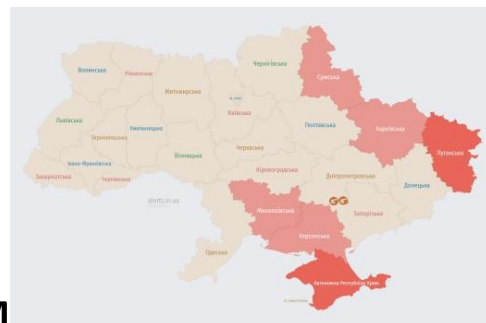 Чернігівська
Сумська
Волинська
Рівненська
Житомирська
м. Київ
Київська
Харківська
Луганська
Львівська
Тернопільська
Хмельницька
Полтавська
Черкаська
Вінницька
Івано-Франківська
Закарпатська
Чернівецька
Кіровоградська
Дніпропетровська
Донецька
alerts.in.ua
Миколаївська
Запорізька
Херсонська
Одеська
Автономна Республіка Крим